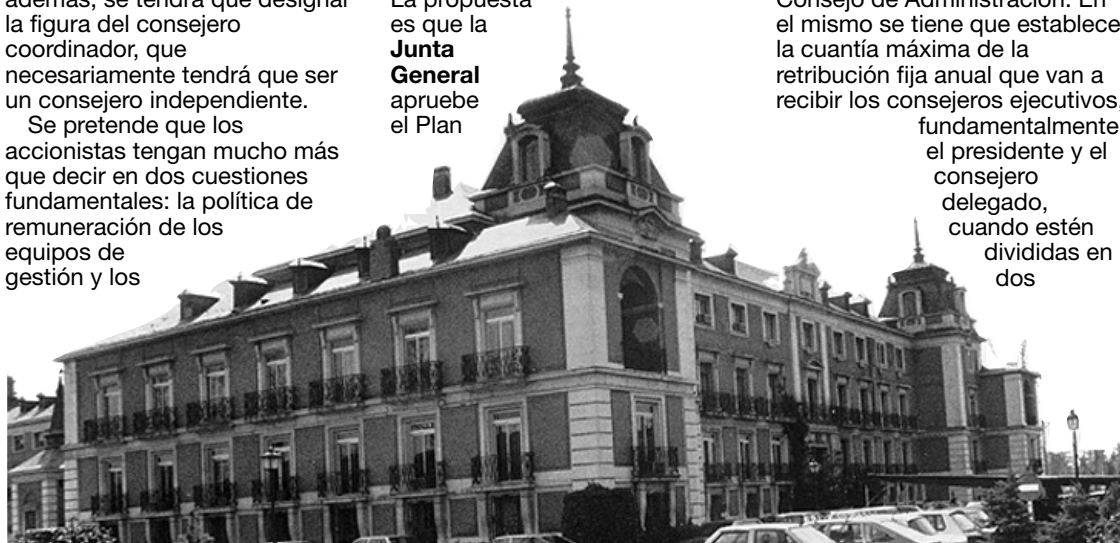 además, se tendrá que designar
la figura del consejero
coordinador, que
necesariamente tendrá que ser
un consejero independiente.
Se pretende que los
accionistas tengan mucho más
que decir en dos cuestiones
fundamentales: la política de
remuneración de los
equipos de
gestión y los
La propuesta
es que la
Junta
General
apruebe
el Plan
Consejo de Administración. En
el mismo se tiene que establece
la cuantía máxima de la
retribución fija anual que van a
recibir los consejeros ejecutivos,
fundamentalmente
el presidente y el
consejero
delegado,
cuando estén
divididas en
dos